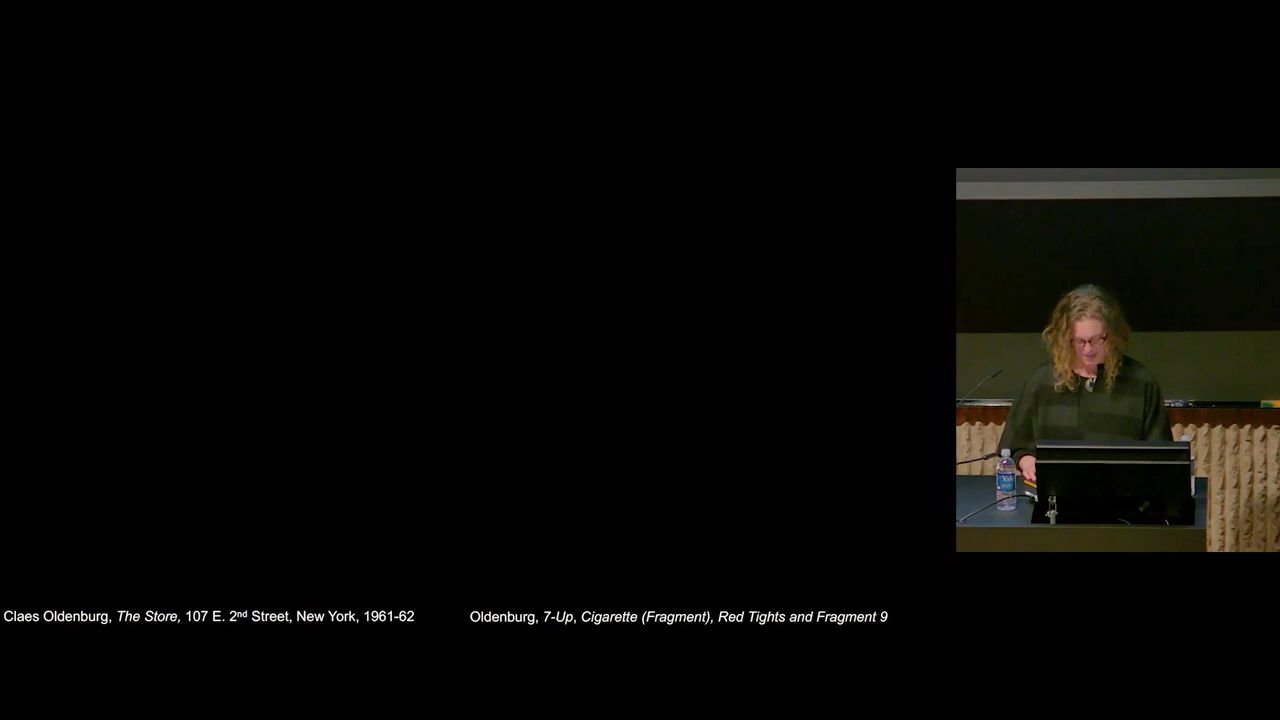 Claes Oldenburg, The Store, 107 E. 2nd Street, New York, 1961-62
Oldenburg, 7-Up, Cigarette (Fragment), Red Tights and Fragment 9
Yale